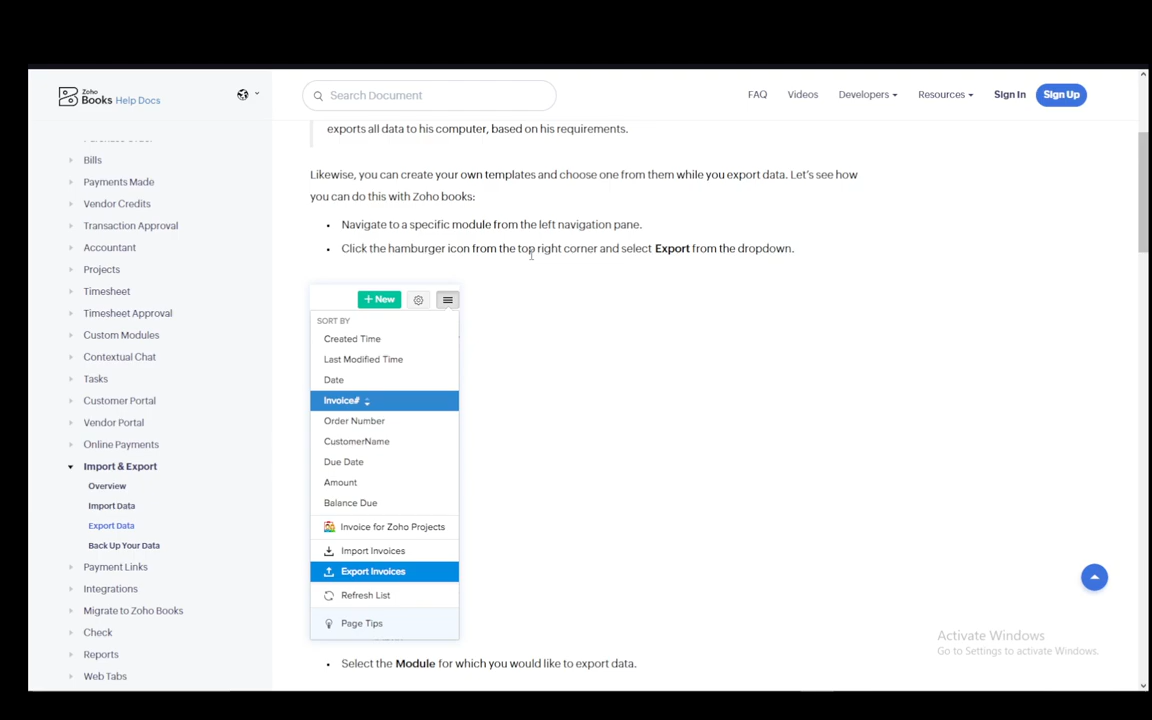 Zoho
Books Help Docs
Search Document
FAQ
Videos
Developers
Resources
Sign In
Sign Up
Purchase Order
Bills
Payments Made
Vendor Credits
Transaction Approval
Accountant
Projects
Timesheet
Timesheet Approval
Custom Modules
Contextual Chat
Tasks
Customer Portal
Vendor Portal
Online Payments
Import & Export
Overview
Import Data
Export Data
Back Up Your Data
Payment Links
Integrations
Migrate to Zoho Books
Check
Reports
Web Tabs
exports all data to his computer, based on his requirements.
Likewise, you can create your own templates and choose one from them while you export data. Let's see how
you can do this with Zoho books:
• Navigate to a specific module from the left navigation pane.
• Click the hamburger icon from the top right corner and select Export from the dropdown.
+ New
SORT BY
Created Time
Last Modified Time
Date
Invoice#
Order Number
CustomerName
Due Date
Amount
Balance Due
Invoice for Zoho Projects
Import Invoices
Export Invoices
Refresh List
Page Tips
• Select the Module for which you would like to export data.
Activate Windows
Go to Settings to activate Windows.